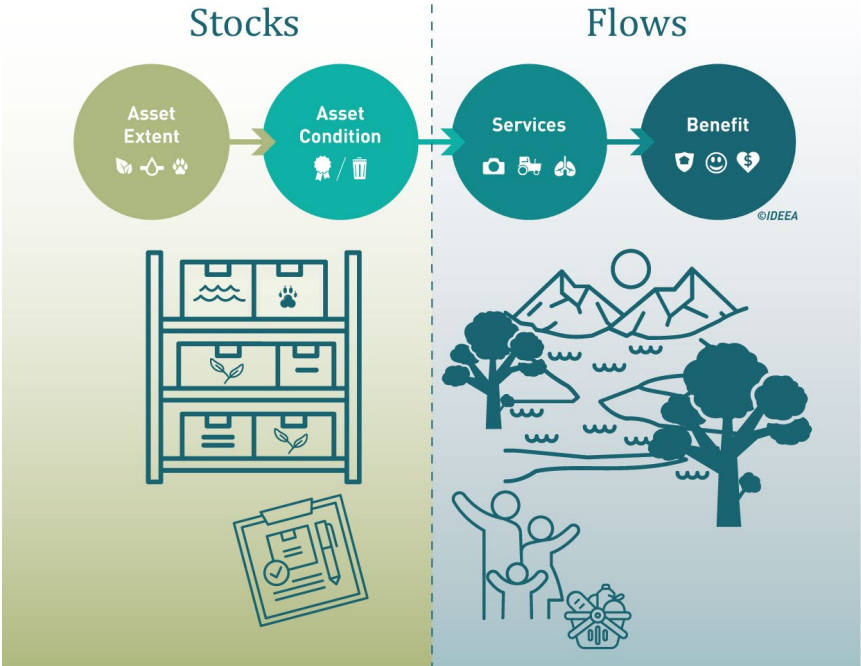 Stocks
Flows
Asset
Extent
Asset
Condition
Services
Benefit
$
©IDEEA